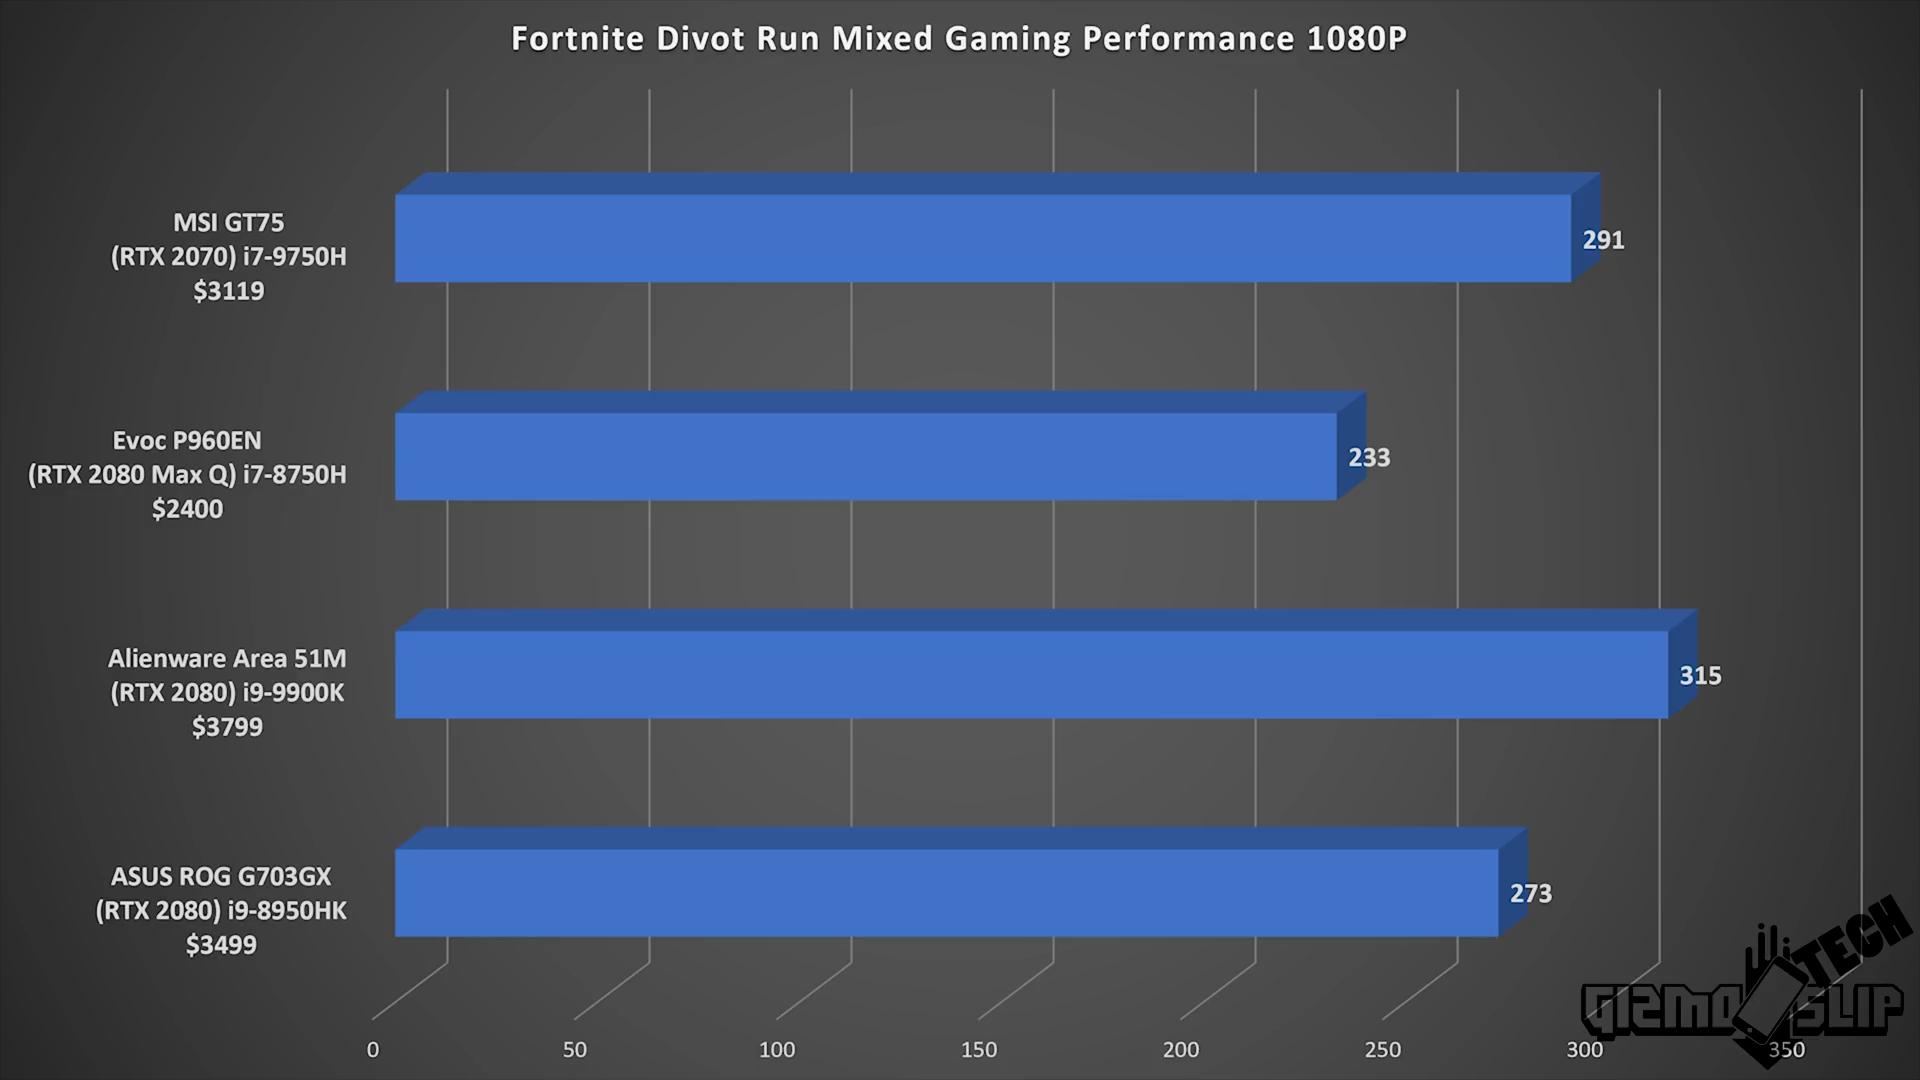 Fortnite Divot Run Mixed Gaming Performance 1080P
MSI GT75
(RTX 2070) i7-9750H
$3119
291
Evoc P960EN
(RTX 2080 Max Q) i7-8750H
$2400
233
Alienware Area 51M
(RTX 2080) i9-9900K
$3799
315
ASUS ROG G703GX
(RTX 2080) i9-8950HK
$3499
273
0 50 100 150 200 250 300 350
GIZMO SLIP
TECH